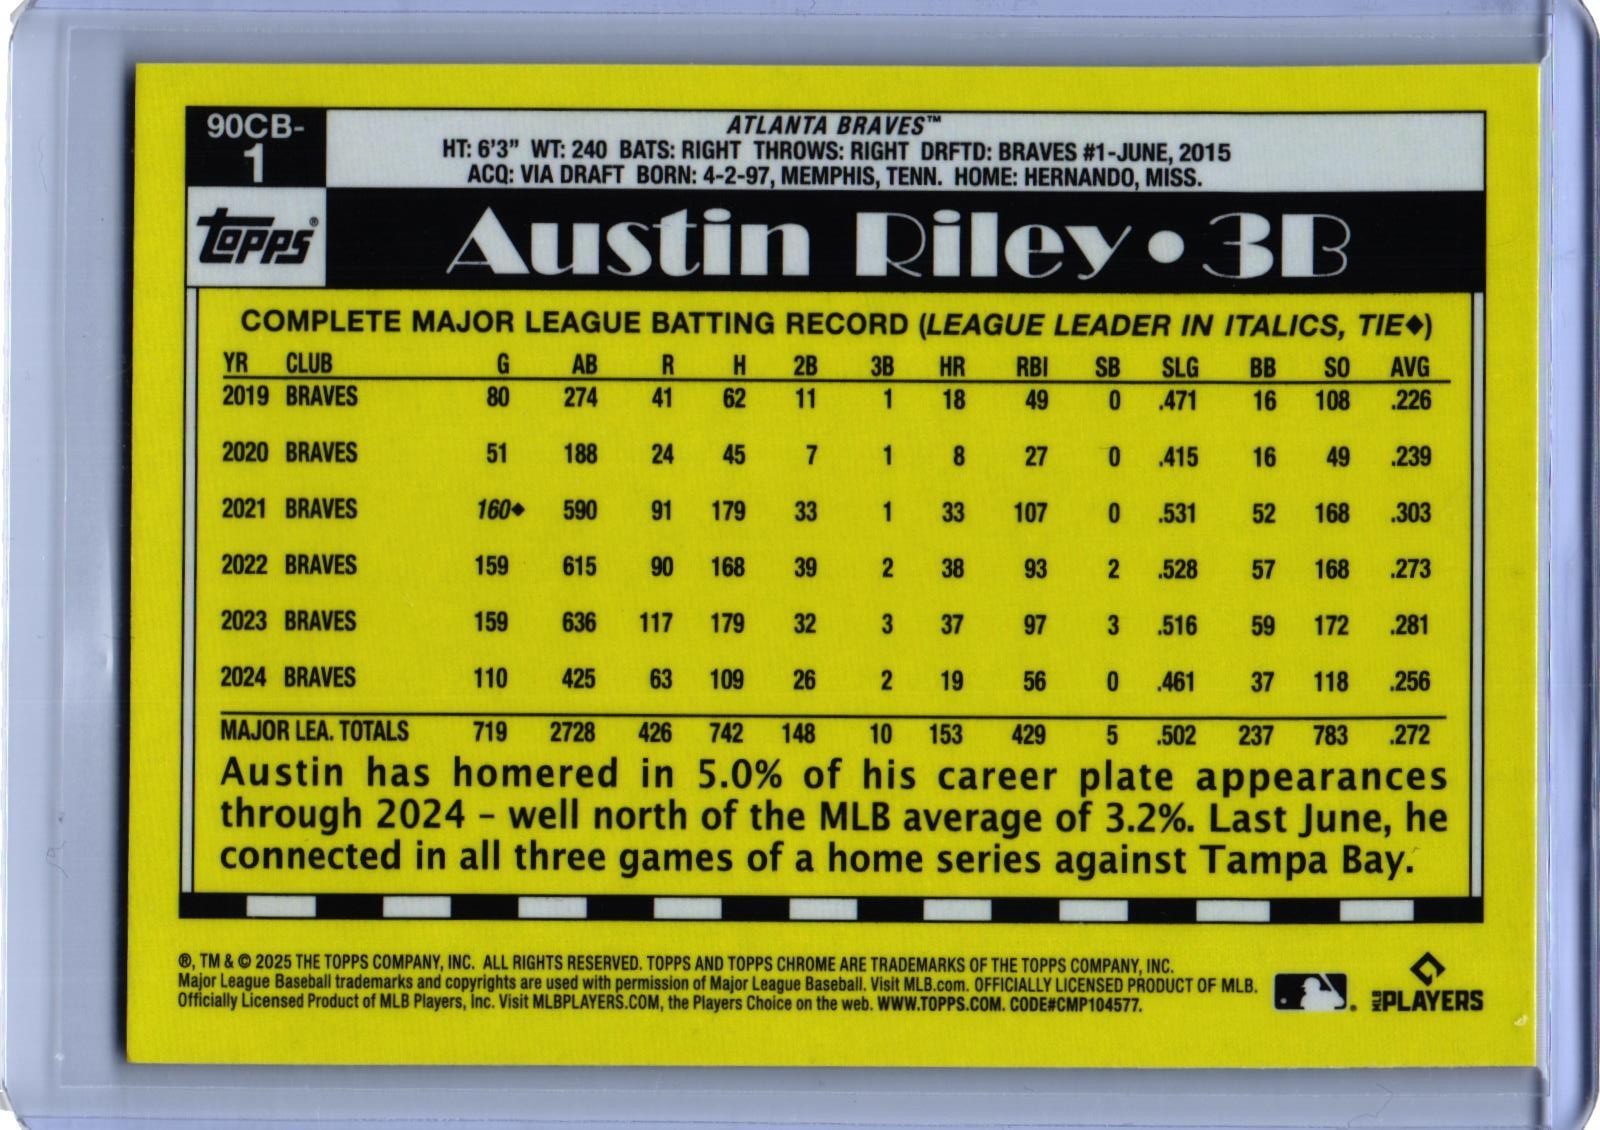 90CB-
1
ATLANTA BRAVES™
HT: 6'3" WT: 240 BATS: RIGHT THROWS: RIGHT DRFTD: BRAVES #1-JUNE, 2015
ACQ: VIA DRAFT BORN: 4-2-97, MEMPHIS, TENN. HOME: HERNANDO, MISS.
Topps®
Austin Riley • 3B
COMPLETE MAJOR LEAGUE BATTING RECORD (LEAGUE LEADER IN ITALICS, TIE♦)
YR CLUB G AB R H 2B 3B HR RBI SB SLG BB SO AVG
2019 BRAVES 80 274 41 62 11 1 18 49 0 .471 16 108 .226
2020 BRAVES 51 188 24 45 7 1 8 27 0 .415 16 49 .239
2021 BRAVES 160♦ 590 91 179 33 1 33 107 0 .531 52 168 .303
2022 BRAVES 159 615 90 168 39 2 38 93 2 .528 57 168 .273
2023 BRAVES 159 636 117 179 32 3 37 97 3 .516 59 172 .281
2024 BRAVES 110 425 63 109 26 2 19 56 0 .461 37 118 .256
MAJOR LEA. TOTALS 719 2728 426 742 148 10 153 429 5 .502 237 783 .272
Austin has homered in 5.0% of his career plate appearances
through 2024 – well north of the MLB average of 3.2%. Last June, he
connected in all three games of a home series against Tampa Bay.
®, TM & © 2025 THE TOPPS COMPANY, INC. ALL RIGHTS RESERVED. TOPPS AND TOPPS CHROME ARE TRADEMARKS OF THE TOPPS COMPANY, INC.
Major League Baseball trademarks and copyrights are used with permission of Major League Baseball. Visit MLB.com. OFFICIALLY LICENSED PRODUCT OF MLB.
Officially Licensed Product of MLB Players, Inc. Visit MLBPLAYERS.COM, the Players Choice on the web. WWW.TOPPS.COM. CODE#CMP104577.
MLB PLAYERS